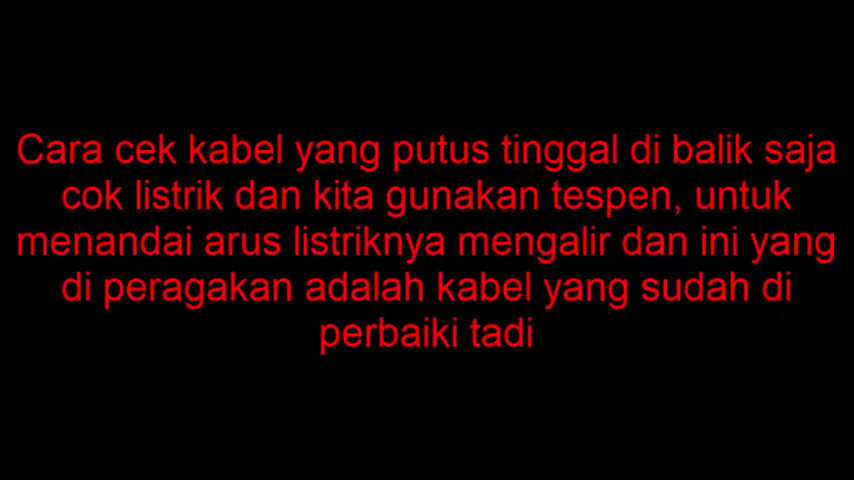 Cara cek kabel yang putus tinggal di balik saja
cok listrik dan kita gunakan tespen, untuk
menandai arus listriknya mengalir dan ini yang
di peragakan adalah kabel yang sudah di
perbaiki tadi